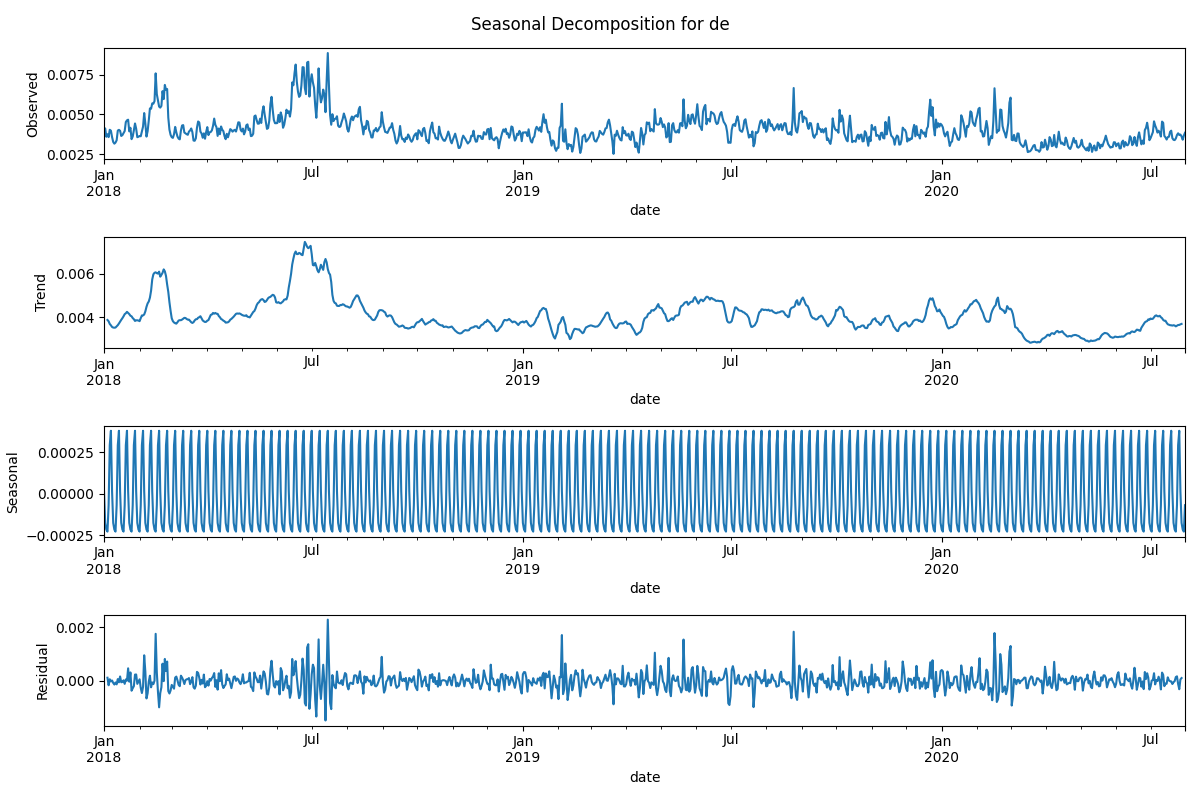 Seasonal Decomposition for de
Observed
0.0075
0.0050
0.0025
Jan Jul Jan Jul Jan Jul
2018 2019 2020
date
Trend
0.006
0.004
Jan Jul Jan Jul Jan Jul
2018 2019 2020
date
Seasonal
0.00025
0.00000
−0.00025
Jan Jul Jan Jul Jan Jul
2018 2019 2020
date
Residual
0.002
0.000
Jan Jul Jan Jul Jan Jul
2018 2019 2020
date